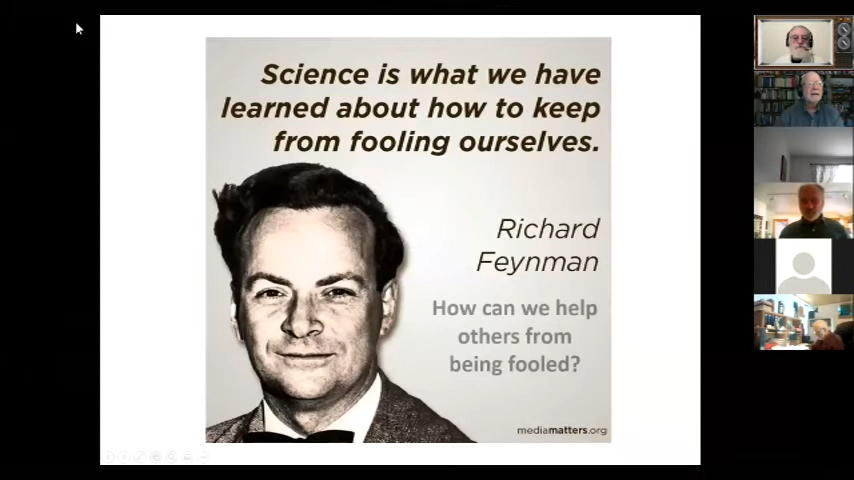 Science is what we have
learned about how to keep
from fooling ourselves.
Richard
Feynman
How can we help
others from
being fooled?
mediamatters.org